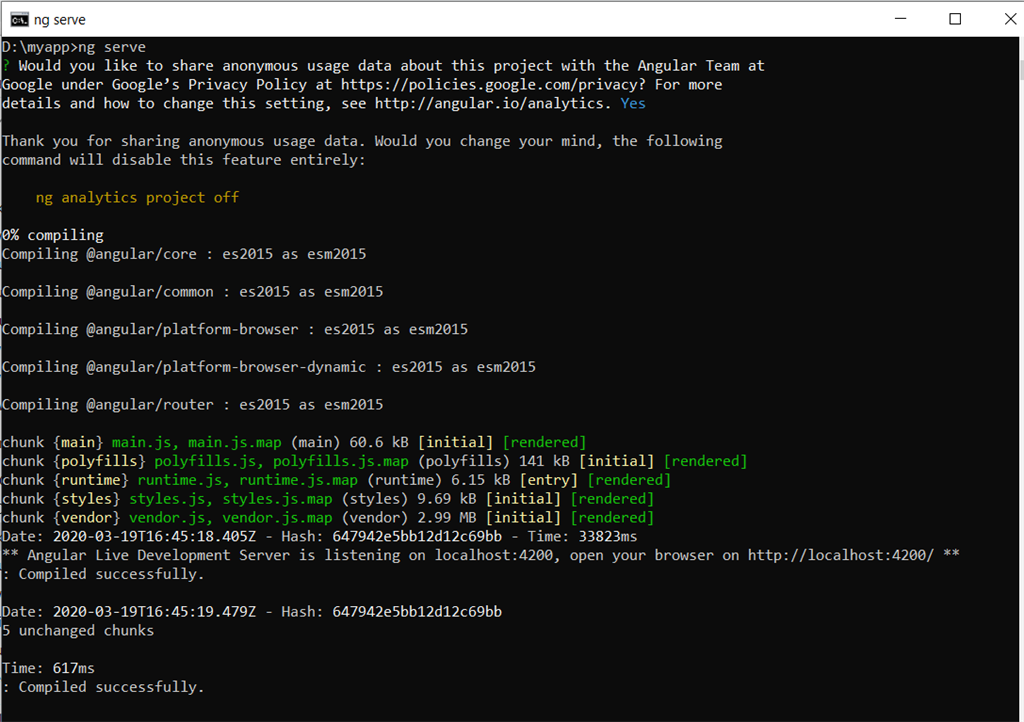 ng serve
D:\myapp>ng serve
? Would you like to share anonymous usage data about this project with the Angular Team at
Google under Google’s Privacy Policy at https://policies.google.com/privacy? For more
details and how to change this setting, see http://angular.io/analytics. Yes
Thank you for sharing anonymous usage data. Would you change your mind, the following
command will disable this feature entirely:
ng analytics project off
0% compiling
Compiling @angular/core : es2015 as esm2015
Compiling @angular/common : es2015 as esm2015
Compiling @angular/platform-browser : es2015 as esm2015
Compiling @angular/platform-browser-dynamic : es2015 as esm2015
Compiling @angular/router : es2015 as esm2015
chunk {main} main.js, main.js.map (main) 60.6 kB [initial] [rendered]
chunk {polyfills} polyfills.js, polyfills.js.map (polyfills) 141 kB [initial] [rendered]
chunk {runtime} runtime.js, runtime.js.map (runtime) 6.15 kB [entry] [rendered]
chunk {styles} styles.js, styles.js.map (styles) 9.69 kB [initial] [rendered]
chunk {vendor} vendor.js, vendor.js.map (vendor) 2.99 MB [initial] [rendered]
Date: 2020-03-19T16:45:18.405Z - Hash: 647942e5bb12d12c69bb - Time: 33823ms
** Angular Live Development Server is listening on localhost:4200, open your browser on http://localhost:4200/ **
: Compiled successfully.
Date: 2020-03-19T16:45:19.479Z - Hash: 647942e5bb12d12c69bb
5 unchanged chunks
Time: 617ms
: Compiled successfully.